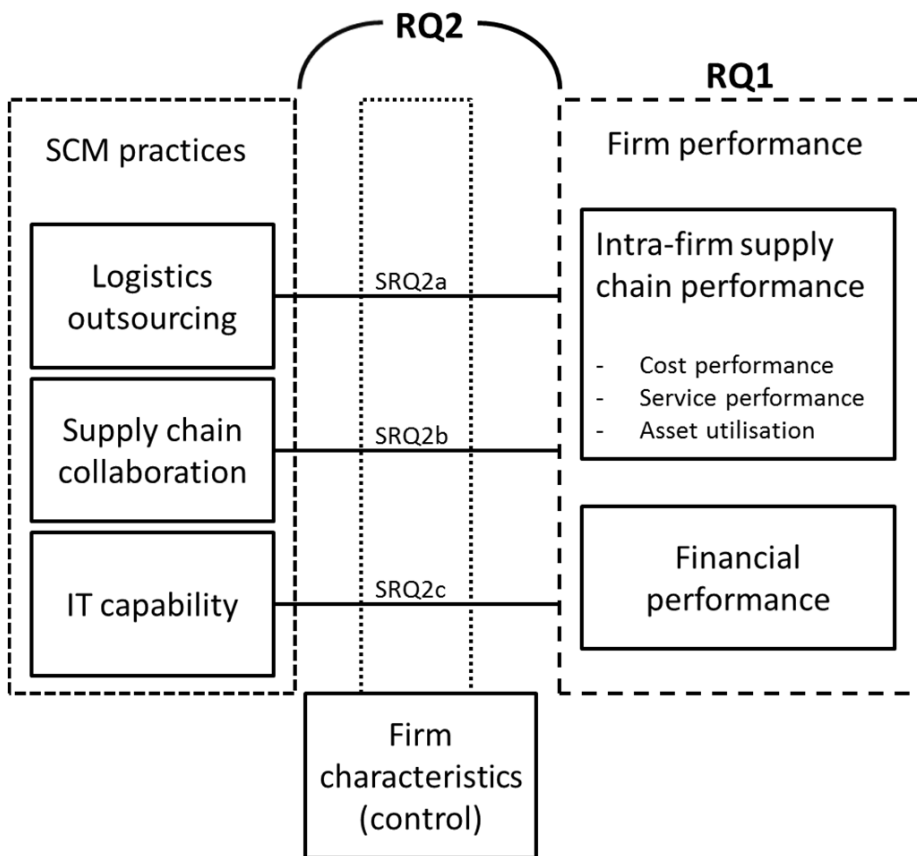 RQ2
RQ1
SCM practices
Firm performance
Logistics
outsourcing
SRQ2a
Intra-firm supply
chain performance
- Cost performance
- Service performance
- Asset utilisation
Supply chain
collaboration
SRQ2b
IT capability
SRQ2c
Financial
performance
Firm
characteristics
(control)